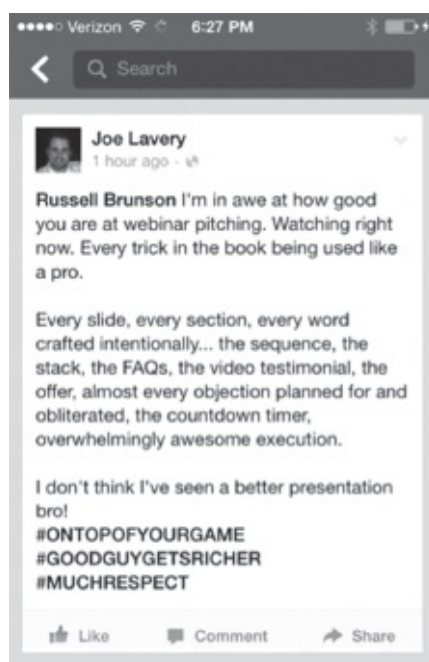 Verizon 6:27 PM
Search
Joe Lavery
1 hour ago ·
Russell Brunson I'm in awe at how good
you are at webinar pitching. Watching right
now. Every trick in the book being used like
a pro.
Every slide, every section, every word
crafted intentionally... the sequence, the
stack, the FAQs, the video testimonial, the
offer, almost every objection planned for and
obliterated, the countdown timer,
overwhelmingly awesome execution.
I don't think I've seen a better presentation
bro!
#ONTOPOFYOURGAME
#GOODGUYGETSRICHER
#MUCHRESPECT
Like Comment Share